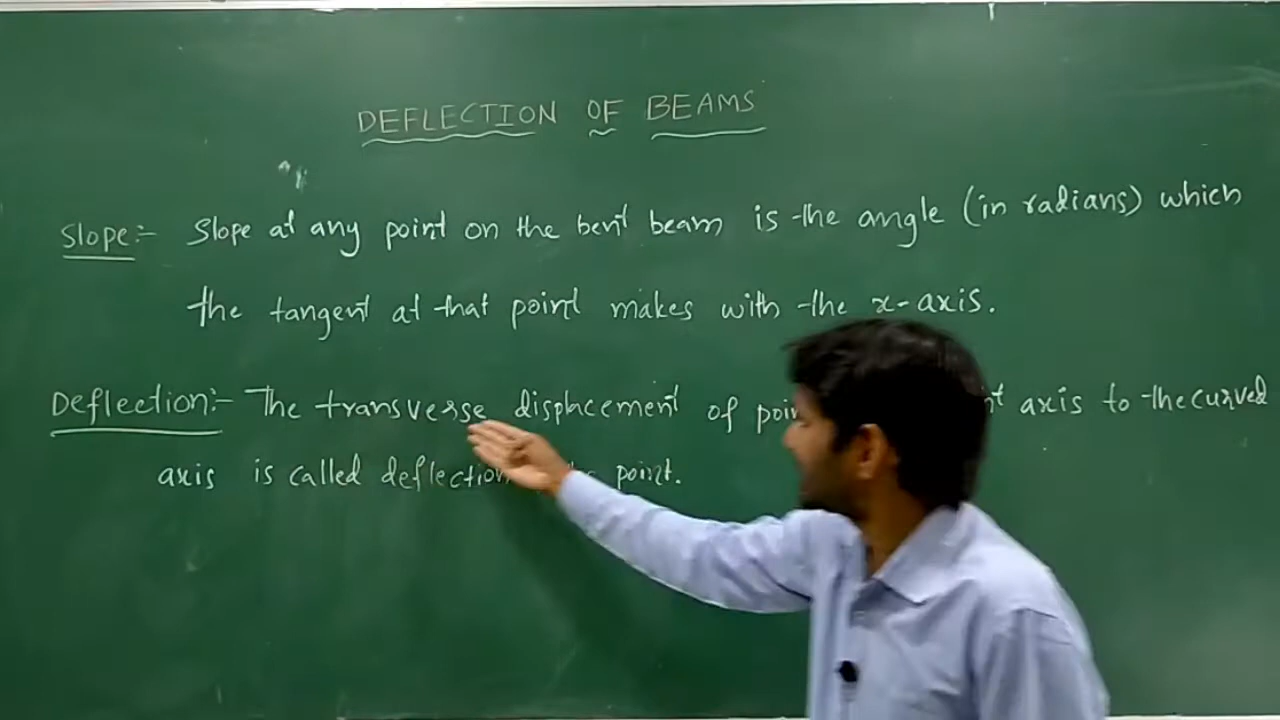 DEFLECTION OF BEAMS
Slope:- Slope at any point on the bent beam is the angle (in radians) which
the tangent at that point makes with the x-axis.
Deflection:- The transverse displacement of axis to the curved
axis is called deflection point.